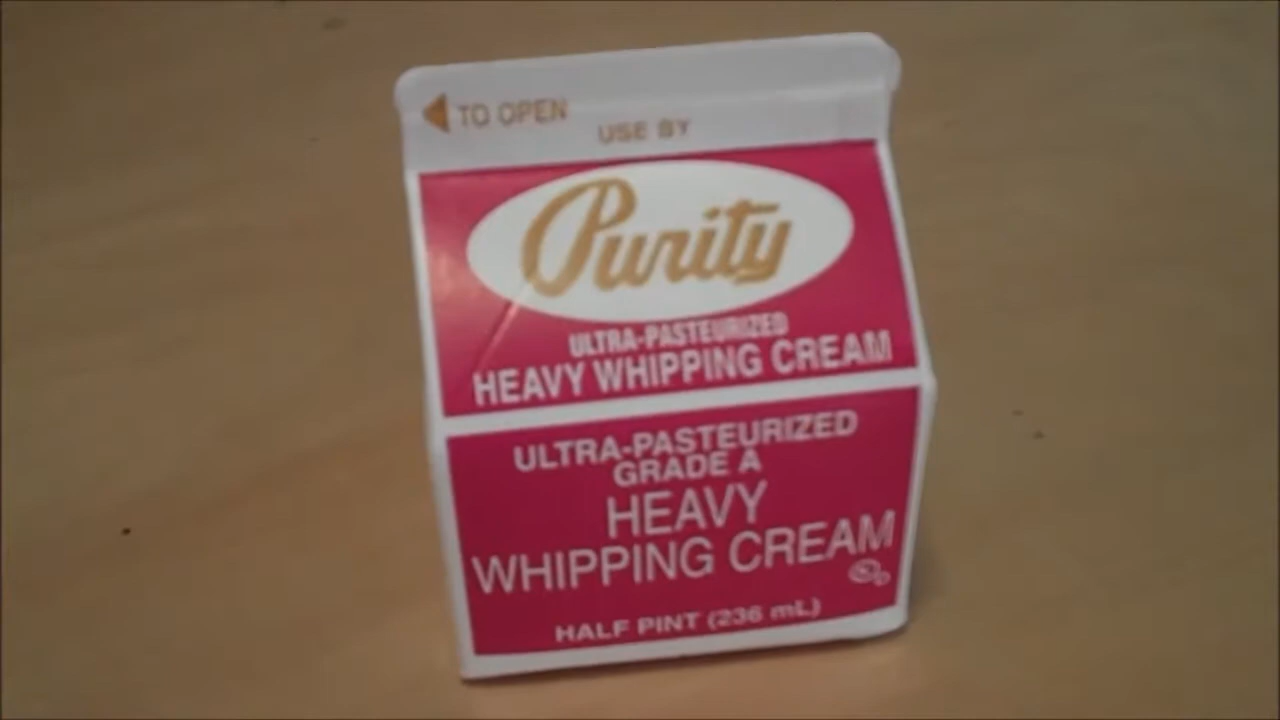 TO OPEN
USE BY
Purity
ULTRA-PASTEURIZED
HEAVY WHIPPING CREAM
ULTRA-PASTEURIZED
GRADE A
HEAVY
WHIPPING CREAM
HALF PINT (236 mL)